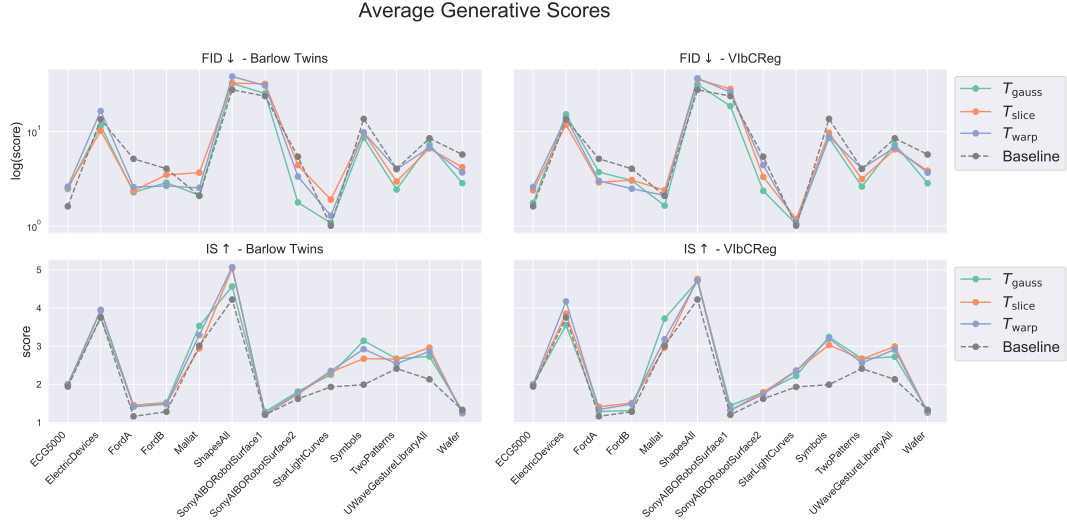 Average Generative Scores
FID ↓ - Barlow Twins
FID ↓ - VIbCReg
log(score)
10¹
10⁰
T_gauss
T_slice
T_warp
Baseline
IS ↑ - Barlow Twins
IS ↑ - VIbCReg
score
5
4
3
2
1
T_gauss
T_slice
T_warp
Baseline
ECG5000
ElectricDevices
FordA
FordB
Mallat
ShapesAll
SonyAIBORobotSurface1
SonyAIBORobotSurface2
StarLightCurves
Symbols
TwoPatterns
UWaveGestureLibraryAll
Wafer
ECG5000
ElectricDevices
FordA
FordB
Mallat
ShapesAll
SonyAIBORobotSurface1
SonyAIBORobotSurface2
StarLightCurves
Symbols
TwoPatterns
UWaveGestureLibraryAll
Wafer